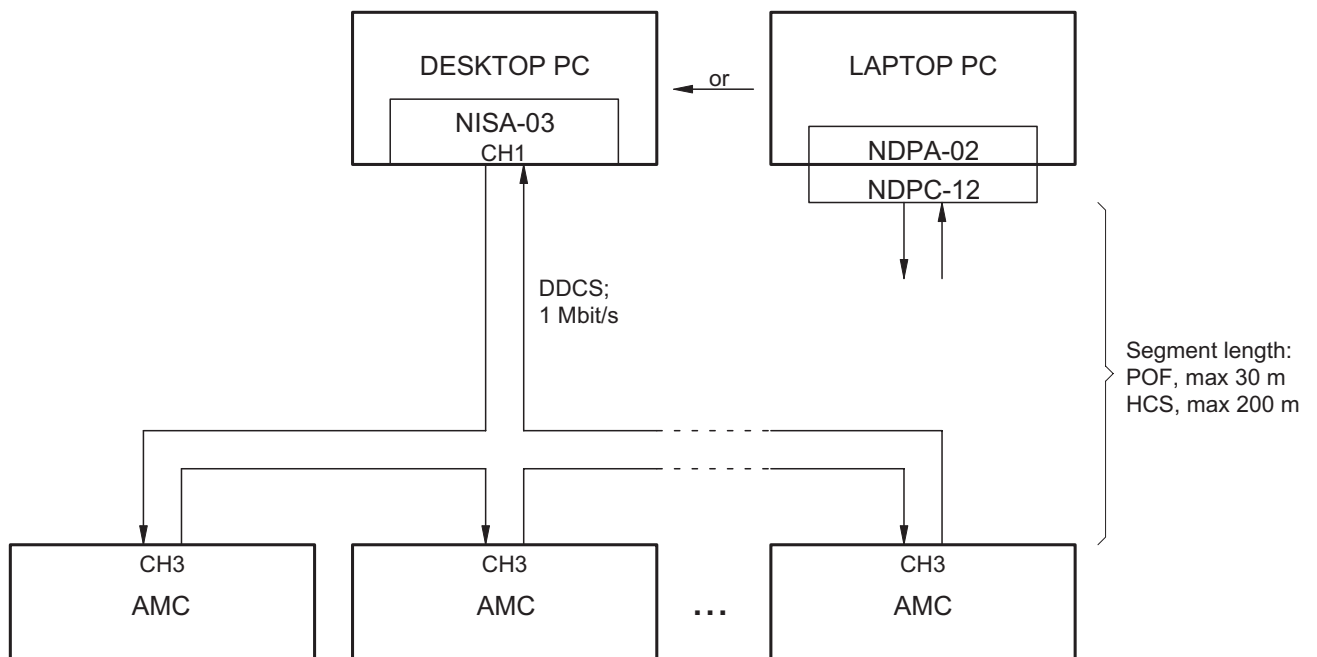 DESKTOP PC
NISA-03
CH1
or
LAPTOP PC
NDPA-02
NDPC-12
DDCS;
1 Mbit/s
Segment length:
POF, max 30 m
HCS, max 200 m
CH3
AMC
CH3
AMC
...
CH3
AMC